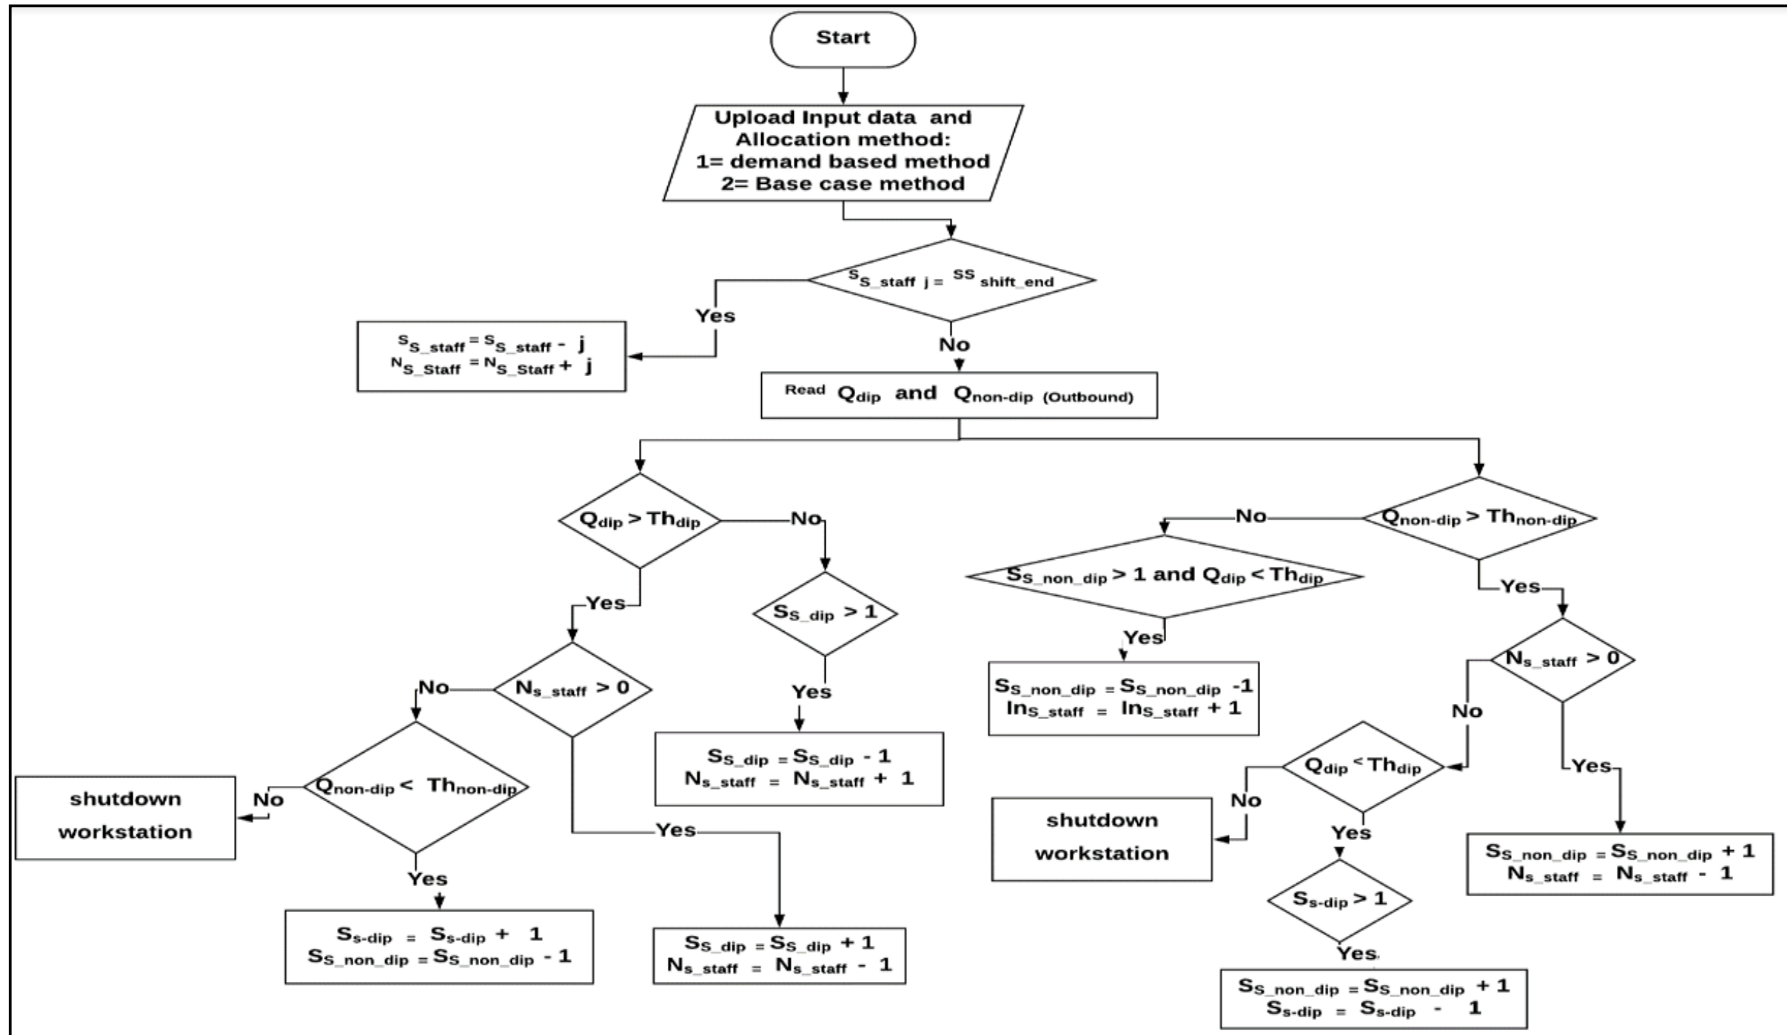 Start
Upload Input data and
Allocation method:
1= demand based method
2= Base case method
S S_staff j = SS shift_end
Yes
No
S S_staff = S S_staff - j
N S_Staff = N S_Staff + j
Read Qdip and Qnon-dip (Outbound)
Qdip > Thdip
No
Yes
SS_dip > 1
Yes
SS_dip = SS_dip - 1
Ns_staff = Ns_staff + 1
Ns_staff > 0
No
Yes
Qnon-dip < Thnon-dip
No
shutdown
workstation
Yes
Ss-dip = Ss-dip + 1
SS_non_dip = SS_non_dip - 1
SS_dip = SS_dip + 1
Ns_staff = Ns_staff - 1
Qnon-dip > Thnon-dip
No
Yes
SS_non_dip > 1 and Qdip < Thdip
Yes
SS_non_dip = SS_non_dip -1
InS_staff = InS_staff + 1
Ns_staff > 0
No
Yes
Qdip < Thdip
No
shutdown
workstation
Yes
Ss-dip > 1
Yes
SS_non_dip = SS_non_dip + 1
Ss-dip = Ss-dip - 1
SS_non_dip = SS_non_dip + 1
Ns_staff = Ns_staff - 1